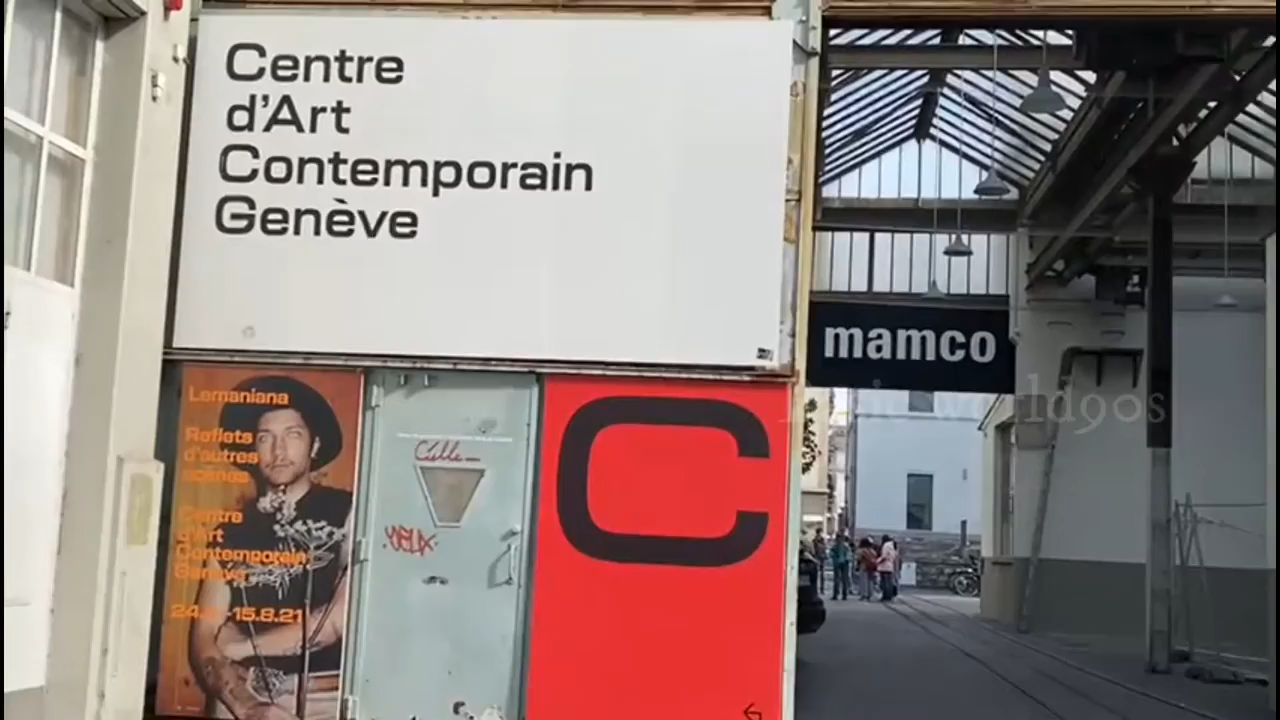 Centre
d'Art
Contemporain
Genève
mamco
Lemaniana
Reflets
d'autres
scènes
Centre
d'Art
Contemporain
Genève
-15.8.21
C